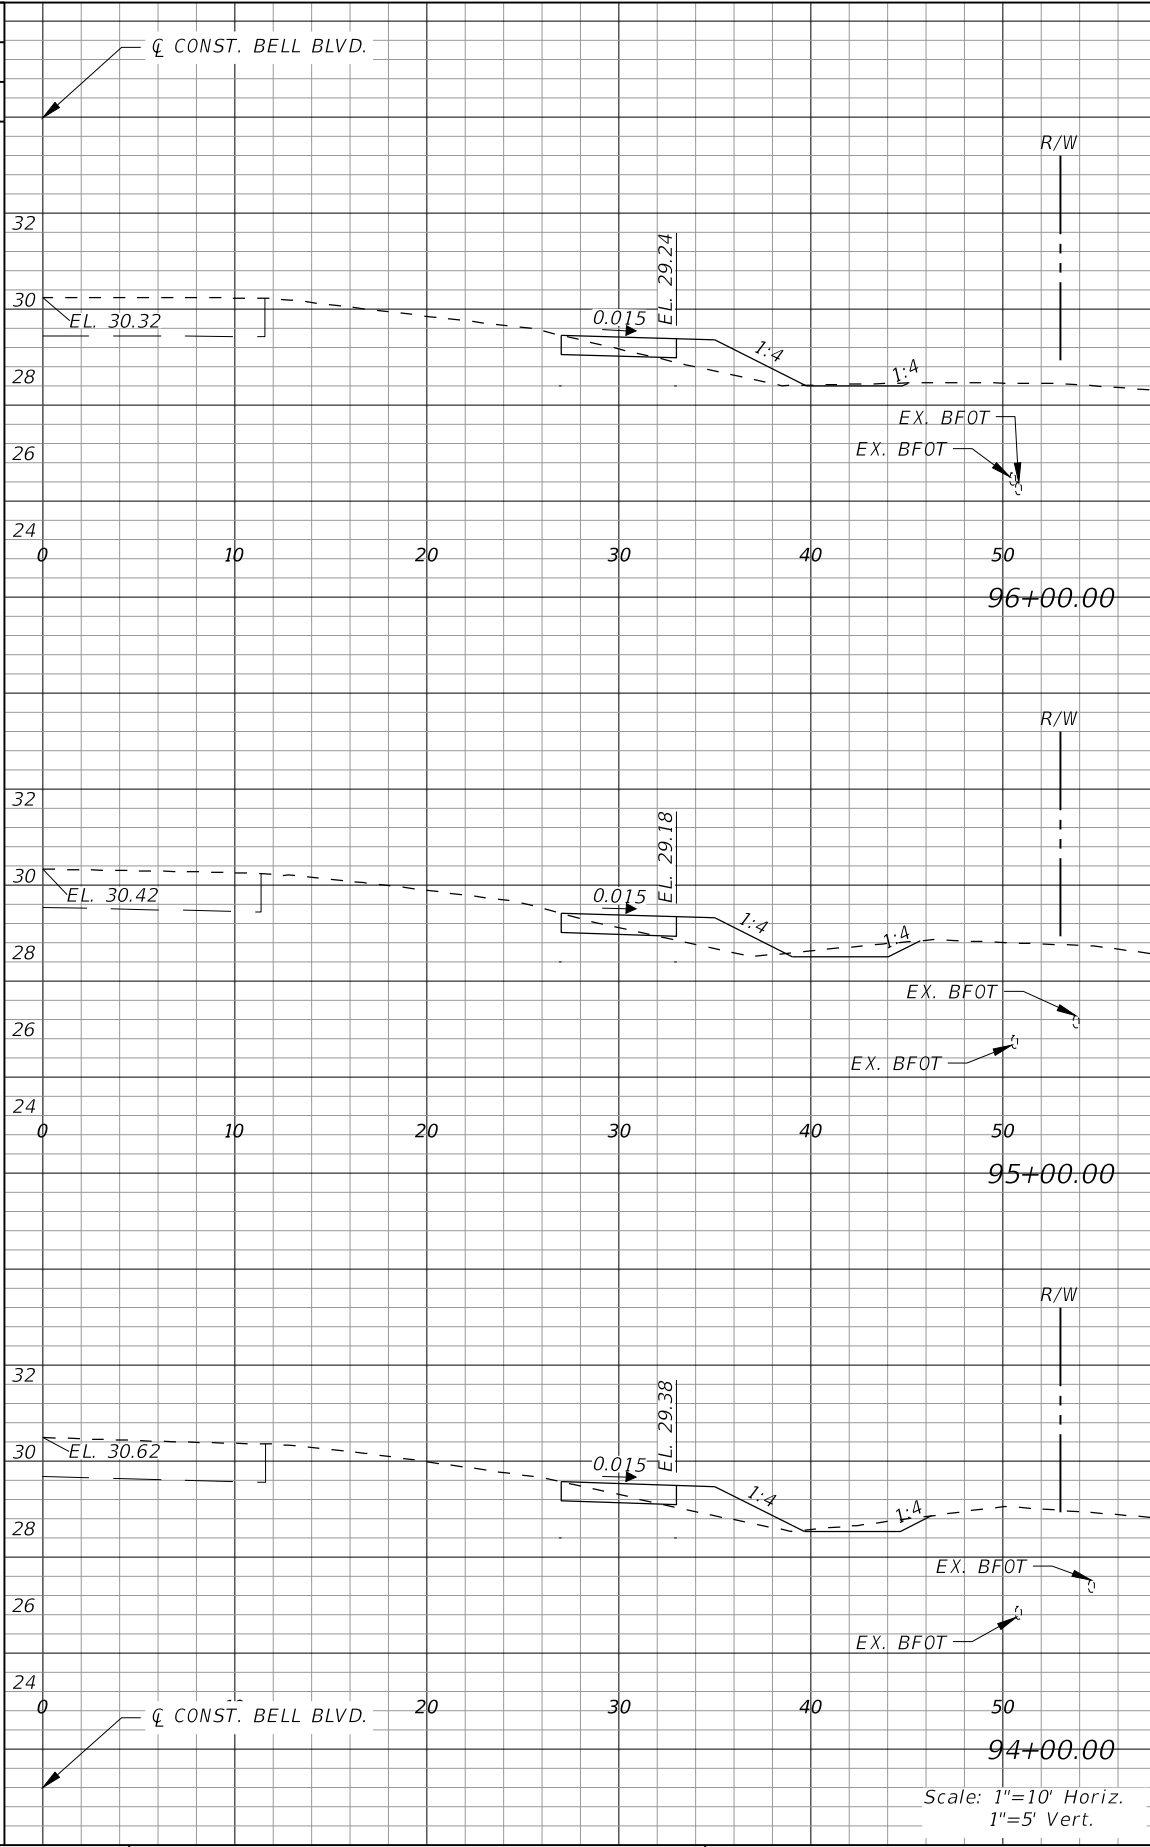 ℄ CONST. BELL BLVD.
R/W
32
EL. 29.24
30
EL. 30.32
0.015
1:4
28
1:4
EX. BFOT
26
EX. BFOT
24
0 10 20 30 40 50
96+00.00
R/W
32
EL. 29.18
30
EL. 30.42
0.015
1:4
1:4
28
EX. BFOT
26
EX. BFOT
24
0 10 20 30 40 50
95+00.00
R/W
32
EL. 29.38
30
EL. 30.62
0.015
1:4
1:4
28
EX. BFOT
26
EX. BFOT
24
0 20 30 40 50
℄ CONST. BELL BLVD.
94+00.00
Scale: 1"=10' Horiz.
1"=5' Vert.